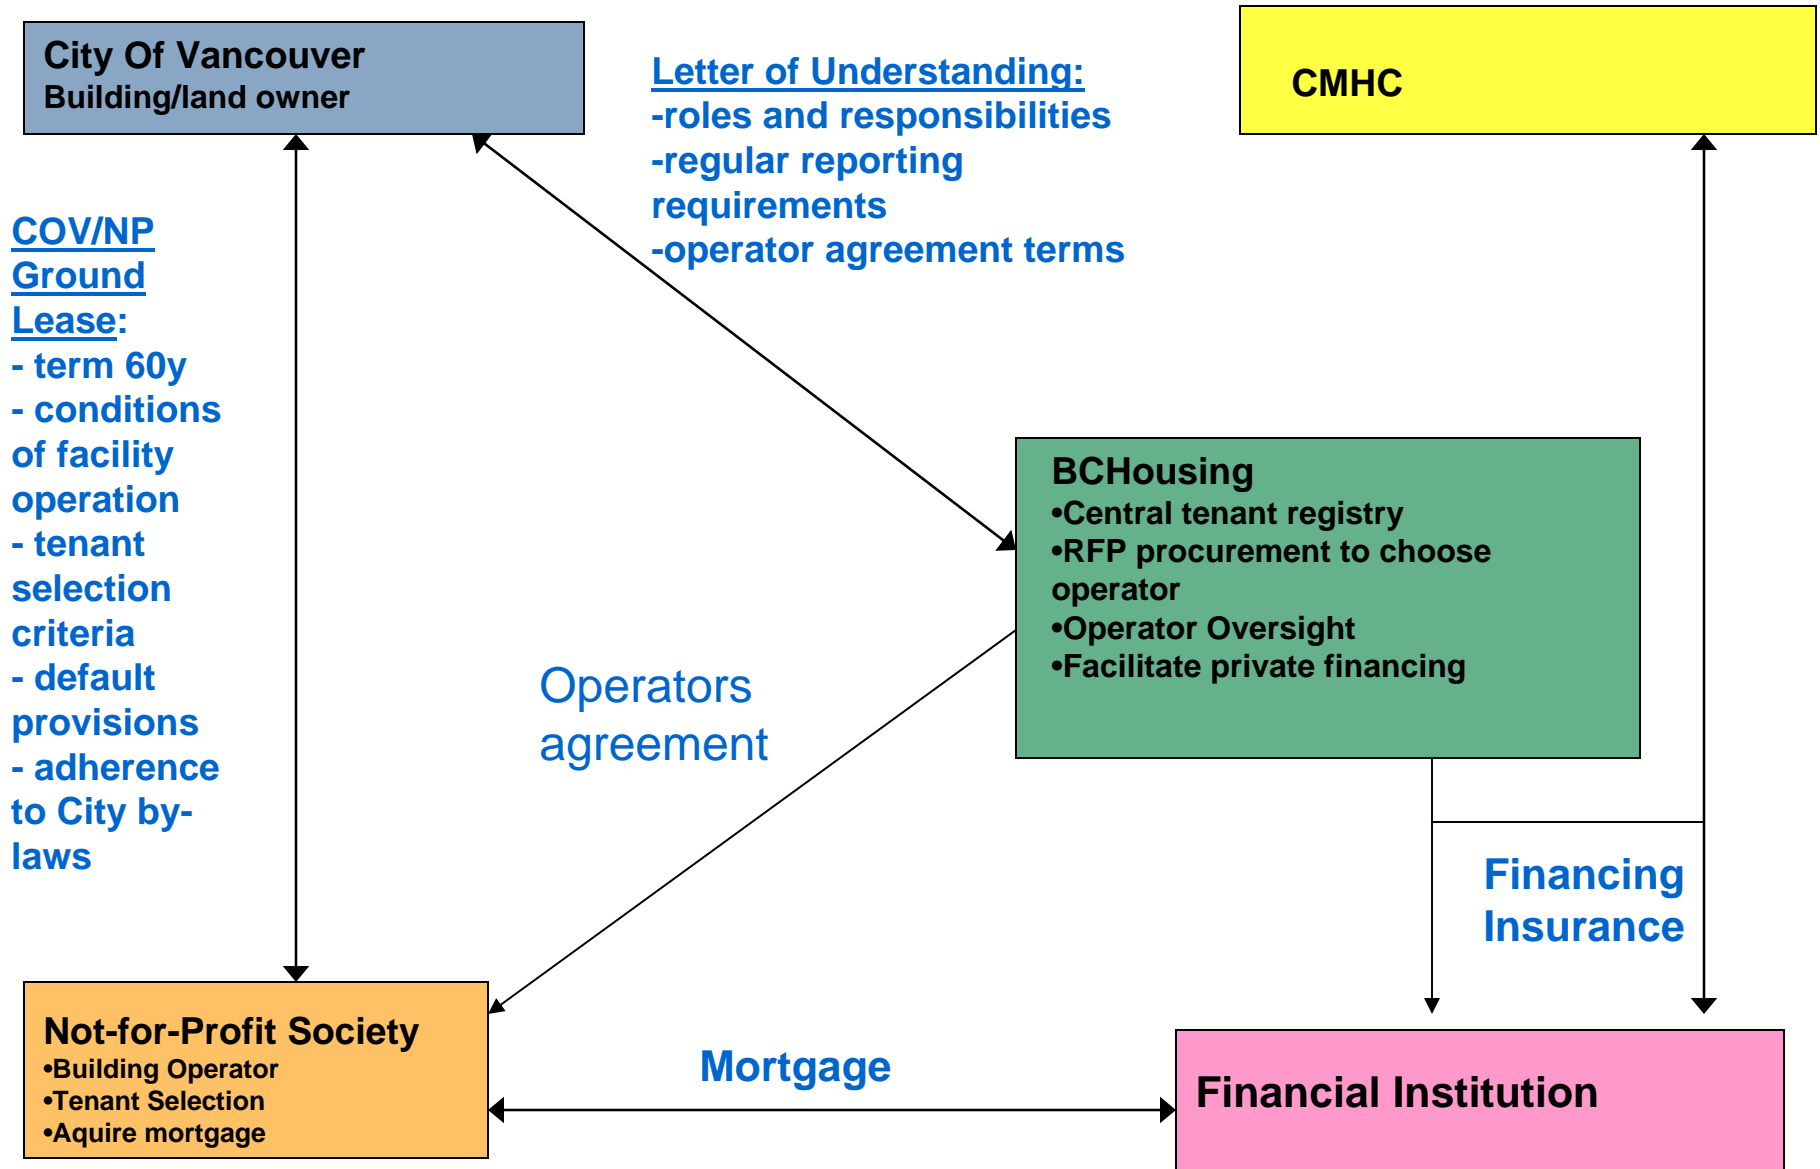 City Of Vancouver
Building/land owner
Letter of Understanding:
-roles and responsibilities
-regular reporting
requirements
-operator agreement terms
CMHC
COV/NP
Ground
Lease:
- term 60y
- conditions
of facility
operation
- tenant
selection
criteria
- default
provisions
- adherence
to City by-
laws
BCHousing
•Central tenant registry
•RFP procurement to choose
operator
•Operator Oversight
•Facilitate private financing
Operators
agreement
Financing
Insurance
Not-for-Profit Society
•Building Operator
•Tenant Selection
•Aquire mortgage
Mortgage
Financial Institution